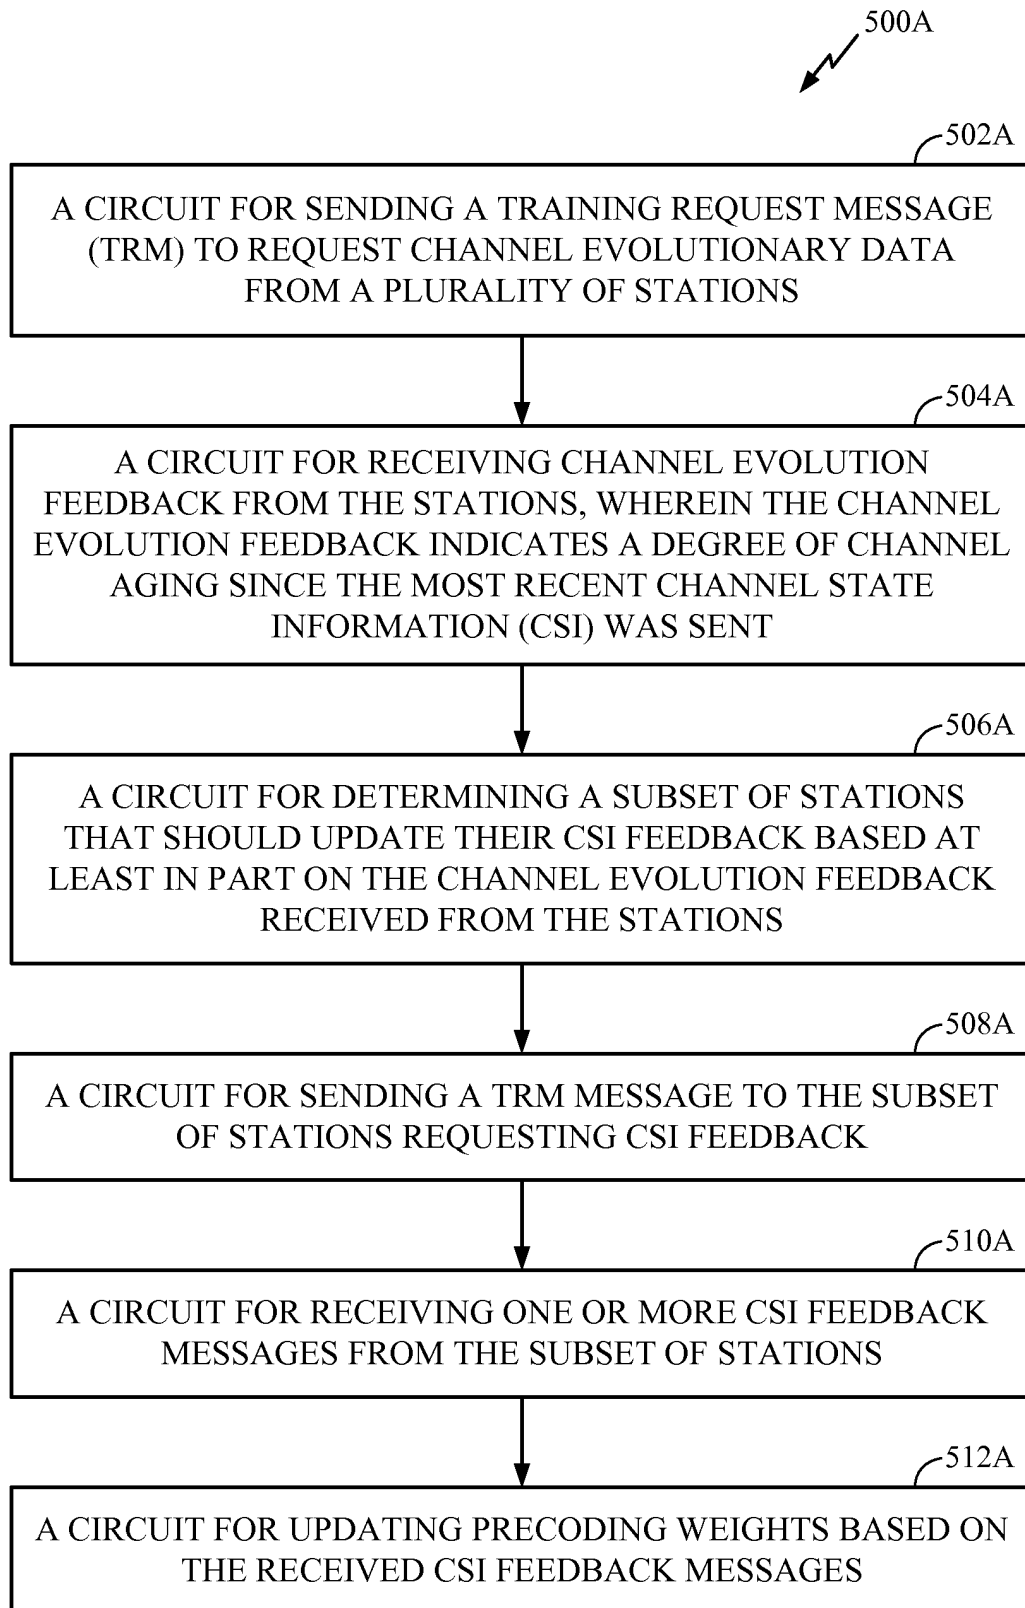 500A
502A
A CIRCUIT FOR SENDING A TRAINING REQUEST MESSAGE
(TRM) TO REQUEST CHANNEL EVOLUTIONARY DATA
FROM A PLURALITY OF STATIONS
504A
A CIRCUIT FOR RECEIVING CHANNEL EVOLUTION
FEEDBACK FROM THE STATIONS, WHEREIN THE CHANNEL
EVOLUTION FEEDBACK INDICATES A DEGREE OF CHANNEL
AGING SINCE THE MOST RECENT CHANNEL STATE
INFORMATION (CSI) WAS SENT
506A
A CIRCUIT FOR DETERMINING A SUBSET OF STATIONS
THAT SHOULD UPDATE THEIR CSI FEEDBACK BASED AT
LEAST IN PART ON THE CHANNEL EVOLUTION FEEDBACK
RECEIVED FROM THE STATIONS
508A
A CIRCUIT FOR SENDING A TRM MESSAGE TO THE SUBSET
OF STATIONS REQUESTING CSI FEEDBACK
510A
A CIRCUIT FOR RECEIVING ONE OR MORE CSI FEEDBACK
MESSAGES FROM THE SUBSET OF STATIONS
512A
A CIRCUIT FOR UPDATING PRECODING WEIGHTS BASED ON
THE RECEIVED CSI FEEDBACK MESSAGES